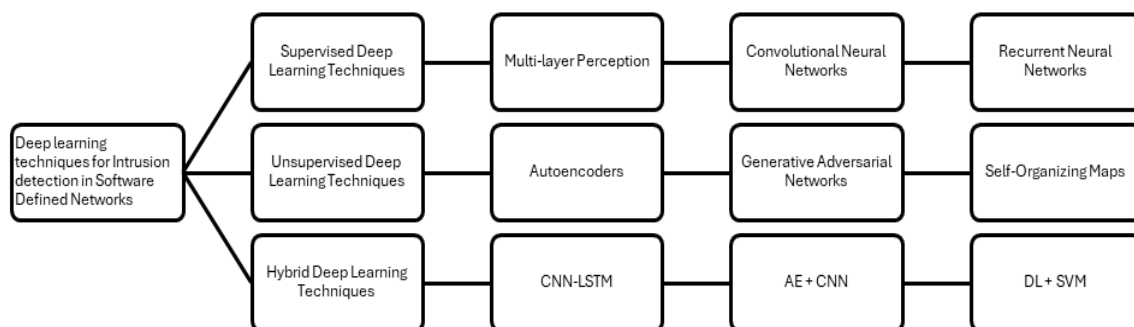 Supervised Deep
Learning Techniques
Multi-layer Perception
Convolutional Neural
Networks
Recurrent Neural
Networks
Deep learning
techniques for Intrusion
detection in Software
Defined Networks
Unsupervised Deep
Learning Techniques
Autoencoders
Generative Adversarial
Networks
Self-Organizing Maps
Hybrid Deep Learning
Techniques
CNN-LSTM
AE + CNN
DL + SVM